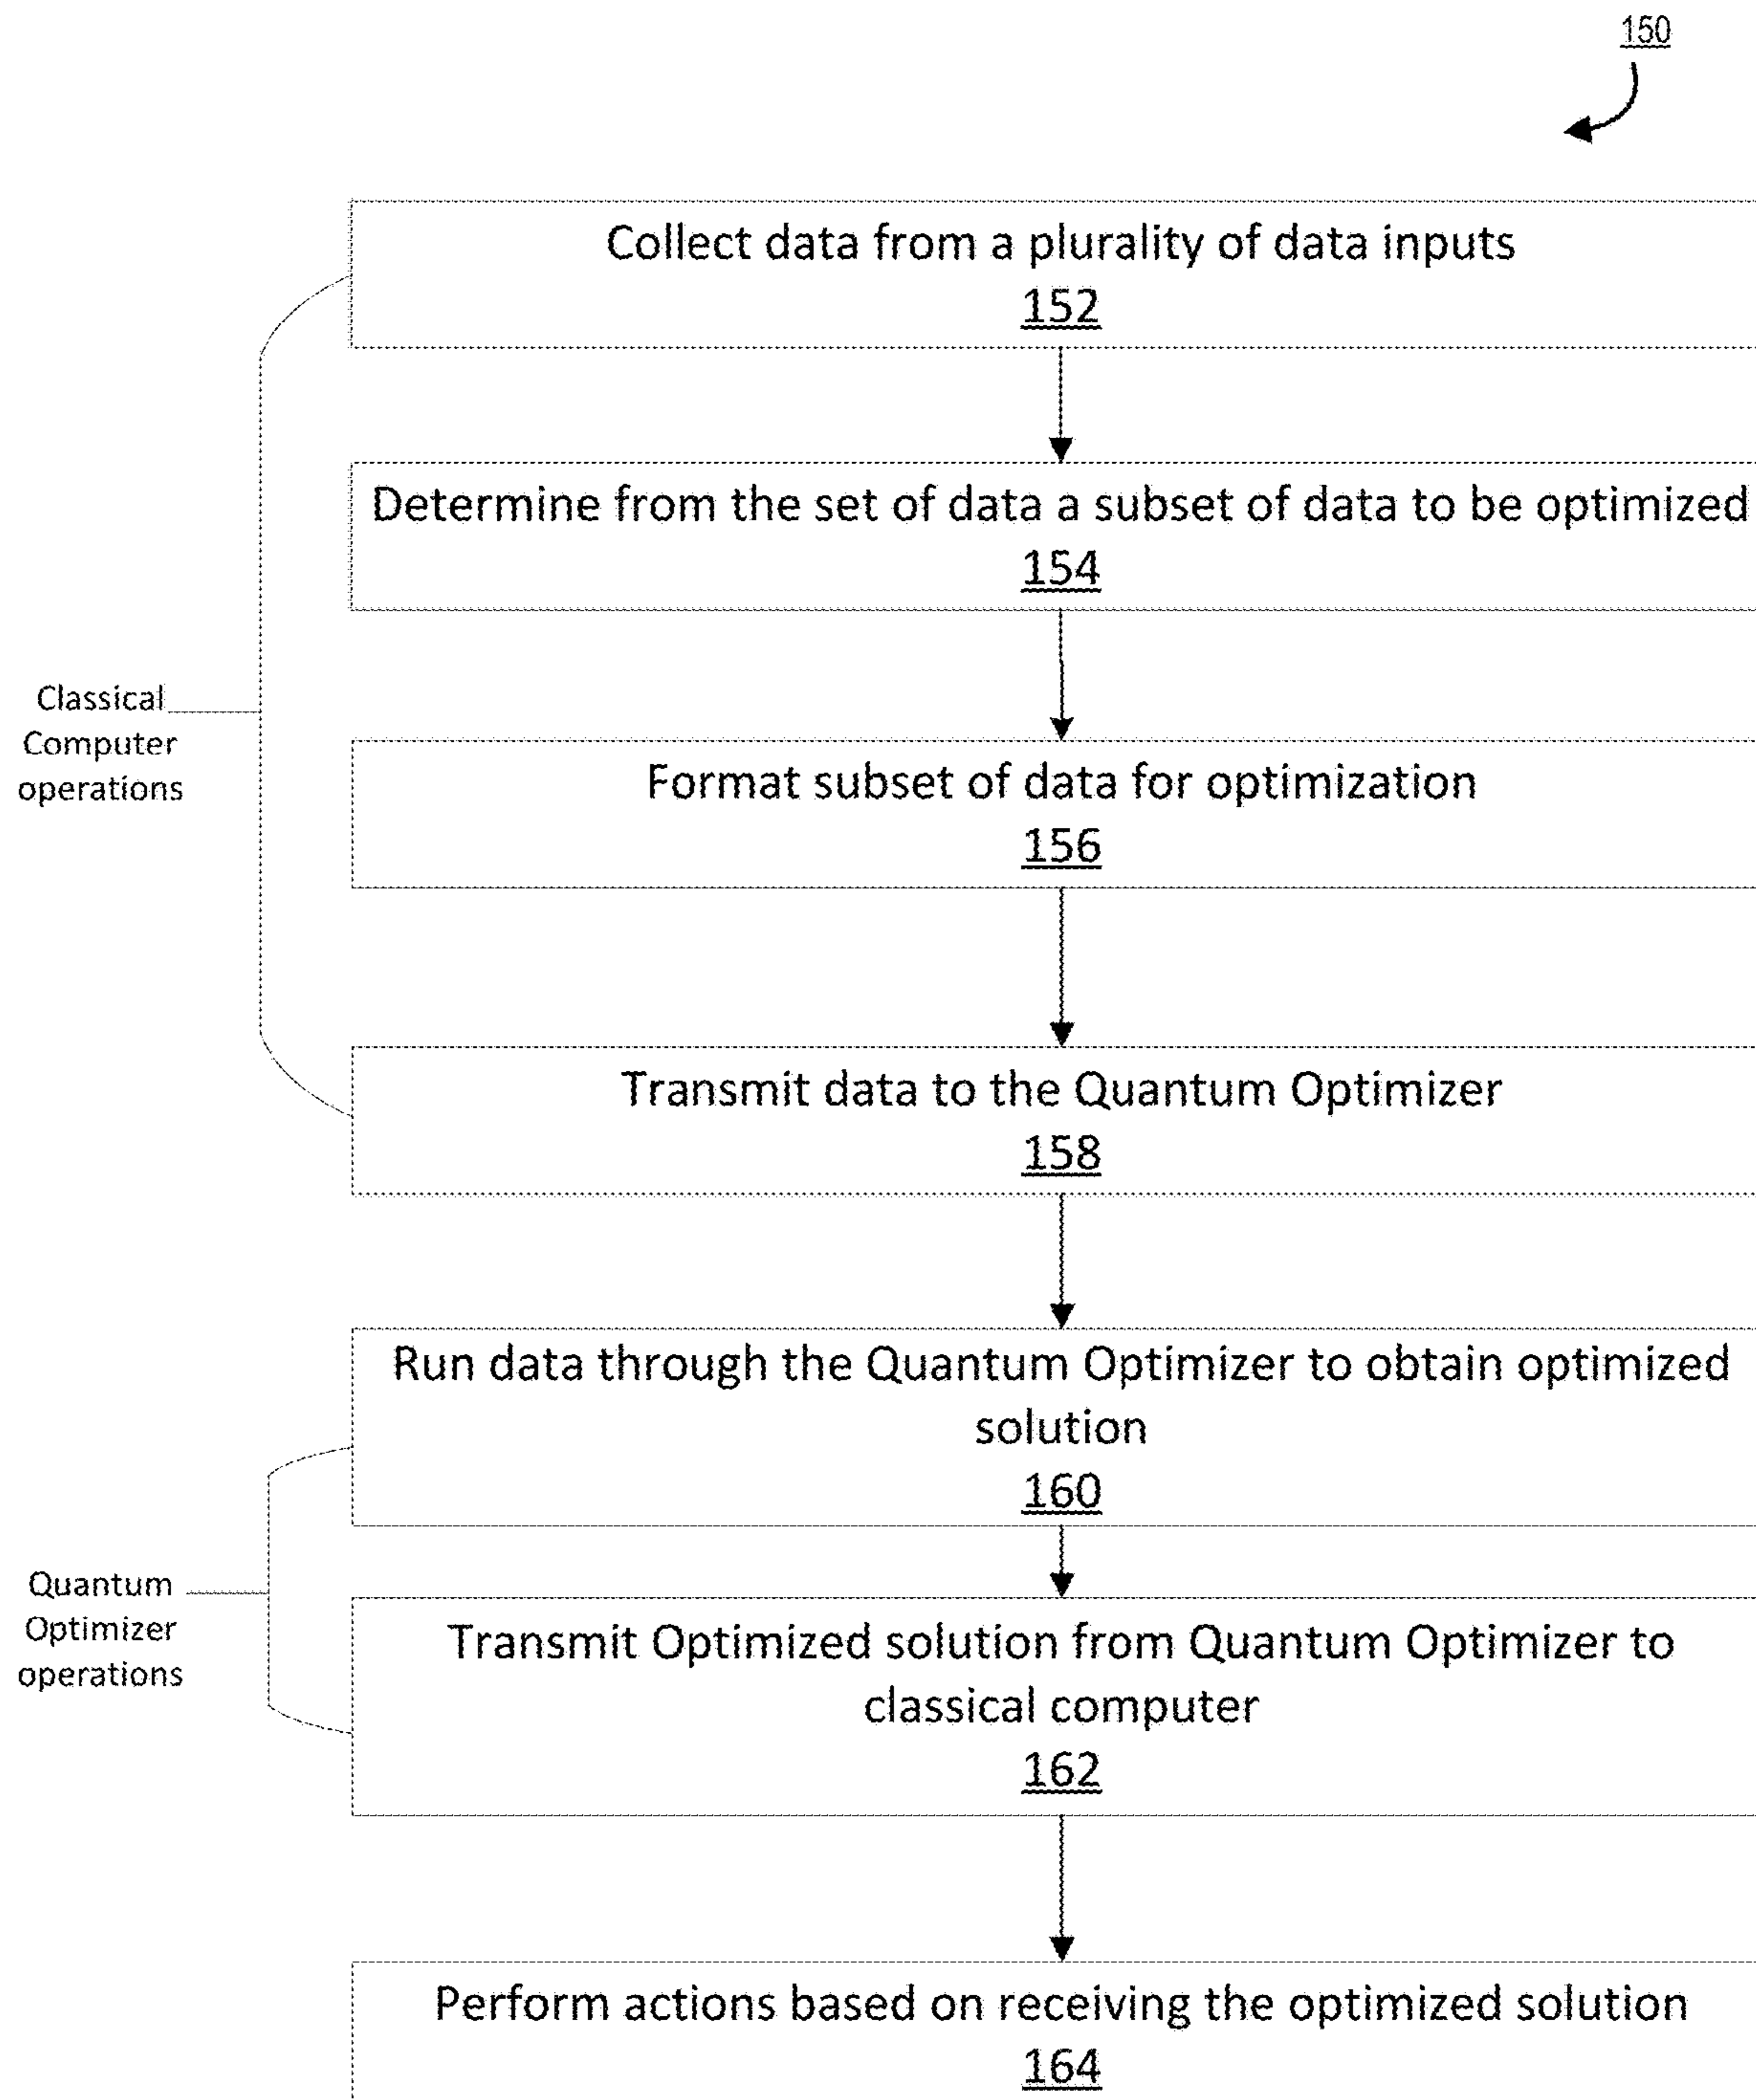 150
Collect data from a plurality of data inputs
152
Determine from the set of data a subset of data to be optimized
154
Classical
Computer
operations
Format subset of data for optimization
156
Transmit data to the Quantum Optimizer
158
Run data through the Quantum Optimizer to obtain optimized
solution
160
Quantum
Optimizer
operations
Transmit Optimized solution from Quantum Optimizer to
classical computer
162
Perform actions based on receiving the optimized solution
164